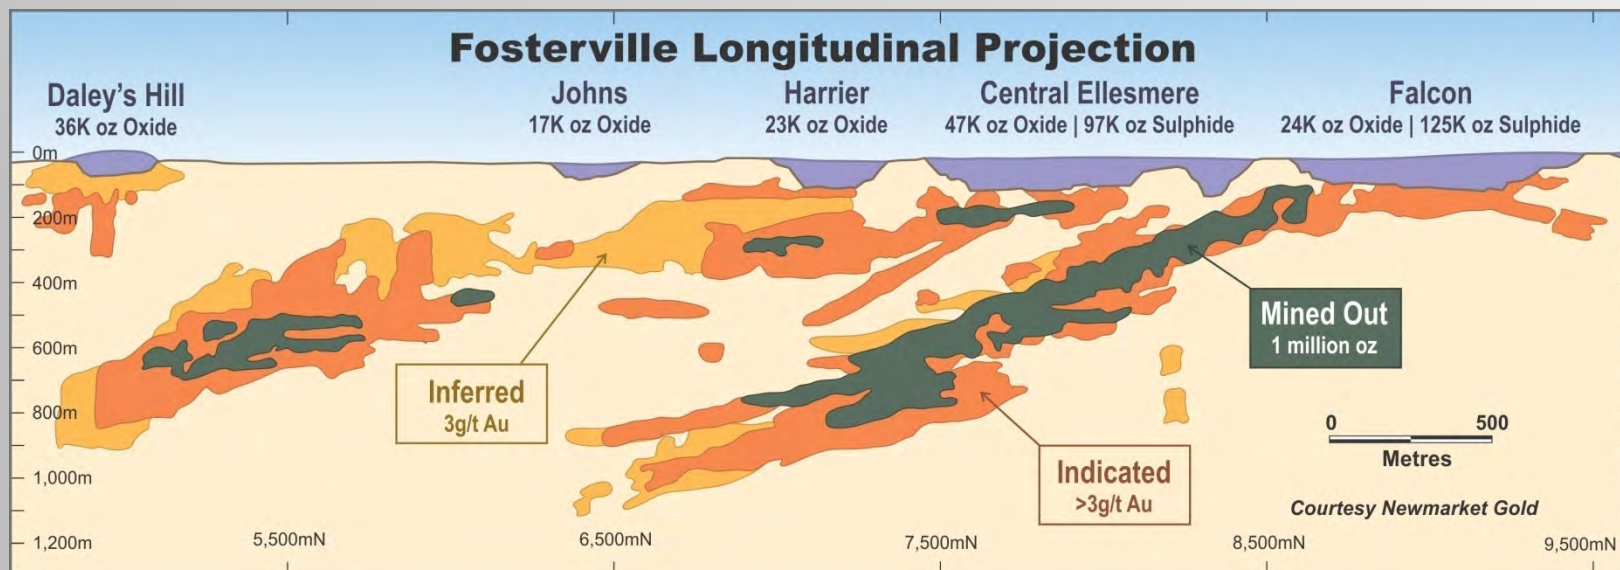 Fosterville Longitudinal Projection
Daley's Hill
36K oz Oxide
Johns
17K oz Oxide
Harrier
23K oz Oxide
Central Ellesmere
47K oz Oxide | 97K oz Sulphide
Falcon
24K oz Oxide | 125K oz Sulphide
0m
200m
400m
600m
800m
1,000m
1,200m
Inferred
3g/t Au
Mined Out
1 million oz
Indicated
>3g/t Au
0 500
Metres
Courtesy Newmarket Gold
5,500mN
6,500mN
7,500mN
8,500mN
9,500mN